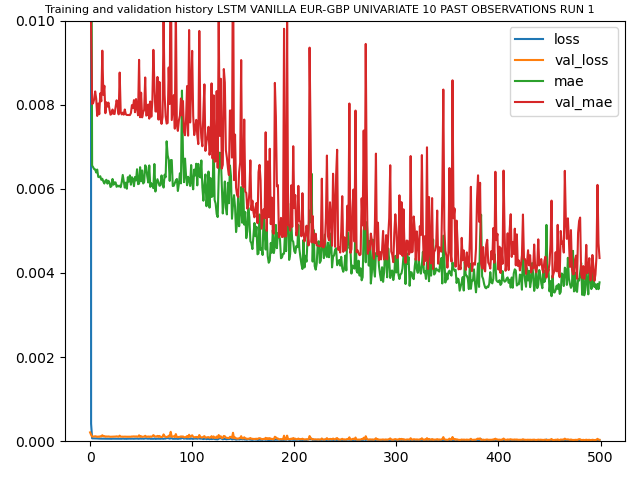 Training and validation history LSTM VANILLA EUR-GBP UNIVARIATE 10 PAST OBSERVATIONS RUN 1
0.010
0.008
0.006
0.004
0.002
0.000
loss
val_loss
mae
val_mae
0 100 200 300 400 500